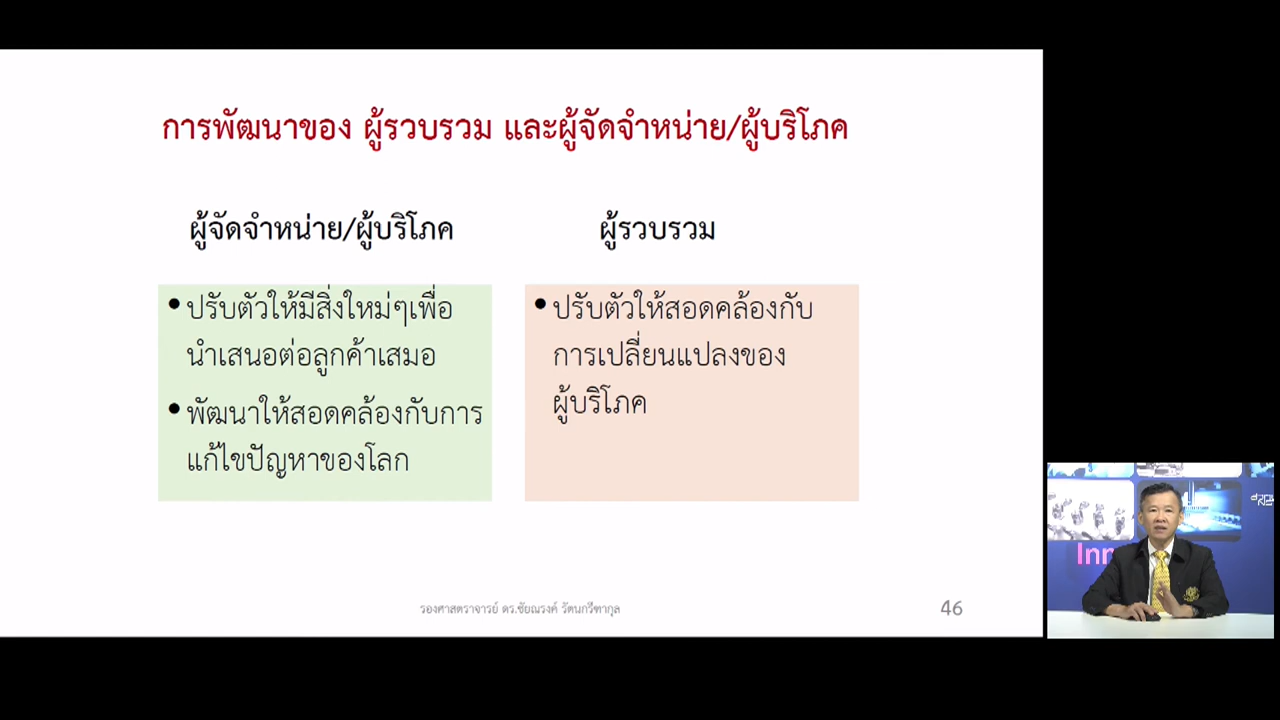 การพัฒนาของ ผู้รวบรวม และผู้จัดจำหน่าย/ผู้บริโภค
ผู้จัดจำหน่าย/ผู้บริโภค
•ปรับตัวให้มีสิ่งใหม่ๆเพื่อ
นำเสนอต่อลูกค้าเสมอ
•พัฒนาให้สอดคล้องกับการ
แก้ไขปัญหาของโลก
ผู้รวบรวม
•ปรับตัวให้สอดคล้องกับ
การเปลี่ยนแปลงของ
ผู้บริโภค
รองศาสตราจารย์ ดร.ชัยณรงค์ รัตนกรีฑากุล
46